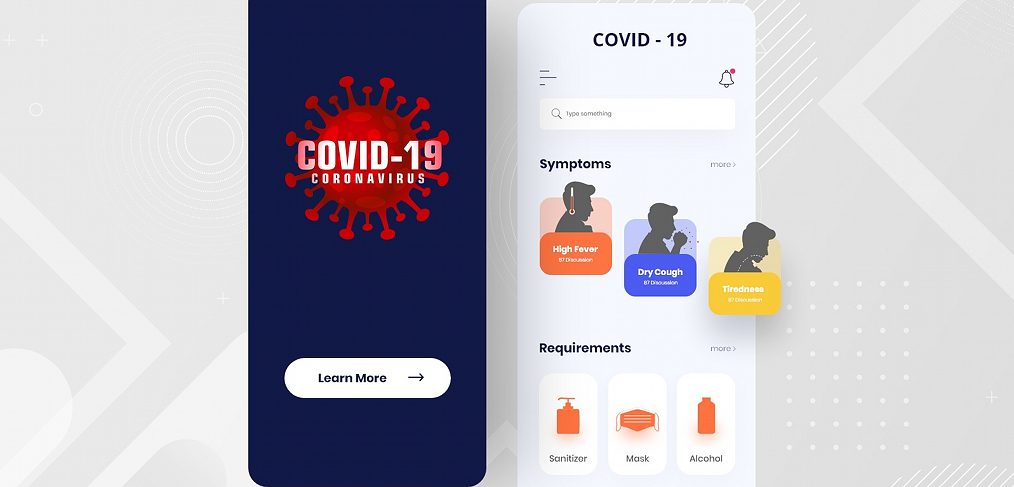 COVID-19
CORONAVIRUS
Learn More
COVID - 19
Type something
Symptoms
more
High Fever
87 Discussion
Dry Cough
87 Discussion
Tiredness
87 Discussion
Requirements
more
Sanitizer
Mask
Alcohol